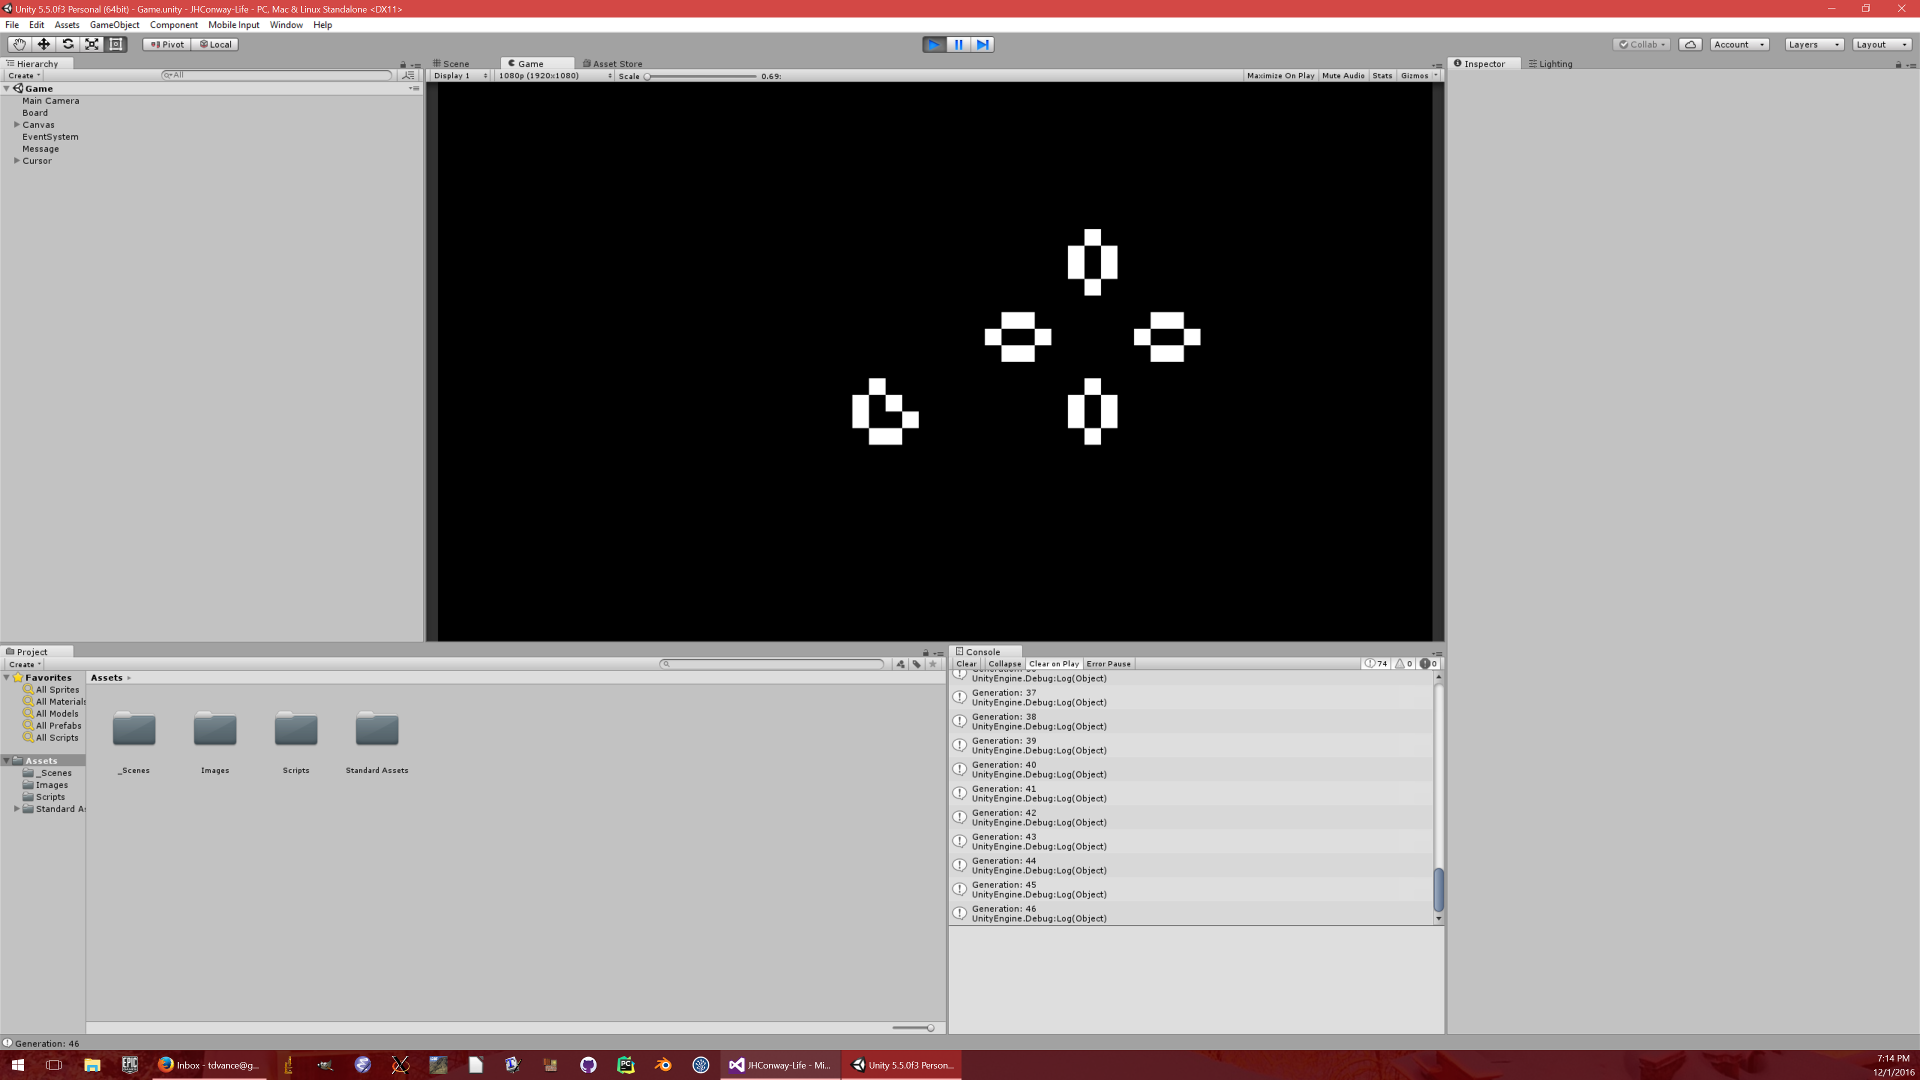 Unity 5.5.0f3 Personal (64bit) - Game.unity - JHConway-Life - PC, Mac & Linux Standalone <DX11>
File Edit Assets GameObject Component Mobile Input Window Help
Pivot Local Collab Account Layers Layout
Hierarchy
Create All
Game
Main Camera
Board
Canvas
EventSystem
Message
Cursor
Scene Game Asset Store
Display 1 1080p (1920x1080) Scale 0.69: Maximize On Play Mute Audio Stats Gizmos
Inspector Lighting
Project
Create
Favorites
All Sprites
All Materials
All Models
All Prefabs
All Scripts
Assets
_Scenes
Images
Scripts
Standard As
Assets
_Scenes Images Scripts Standard Assets
Console
Clear Collapse Clear on Play Error Pause 74 0 0
UnityEngine.Debug:Log(Object)
Generation: 37
UnityEngine.Debug:Log(Object)
Generation: 38
UnityEngine.Debug:Log(Object)
Generation: 39
UnityEngine.Debug:Log(Object)
Generation: 40
UnityEngine.Debug:Log(Object)
Generation: 41
UnityEngine.Debug:Log(Object)
Generation: 42
UnityEngine.Debug:Log(Object)
Generation: 43
UnityEngine.Debug:Log(Object)
Generation: 44
UnityEngine.Debug:Log(Object)
Generation: 45
UnityEngine.Debug:Log(Object)
Generation: 46
UnityEngine.Debug:Log(Object)
Generation: 46
EPIC Inbox - tdvance@g... PC JHConway-Life - Mi... Unity 5.5.0f3 Person...
7:14 PM
12/1/2016